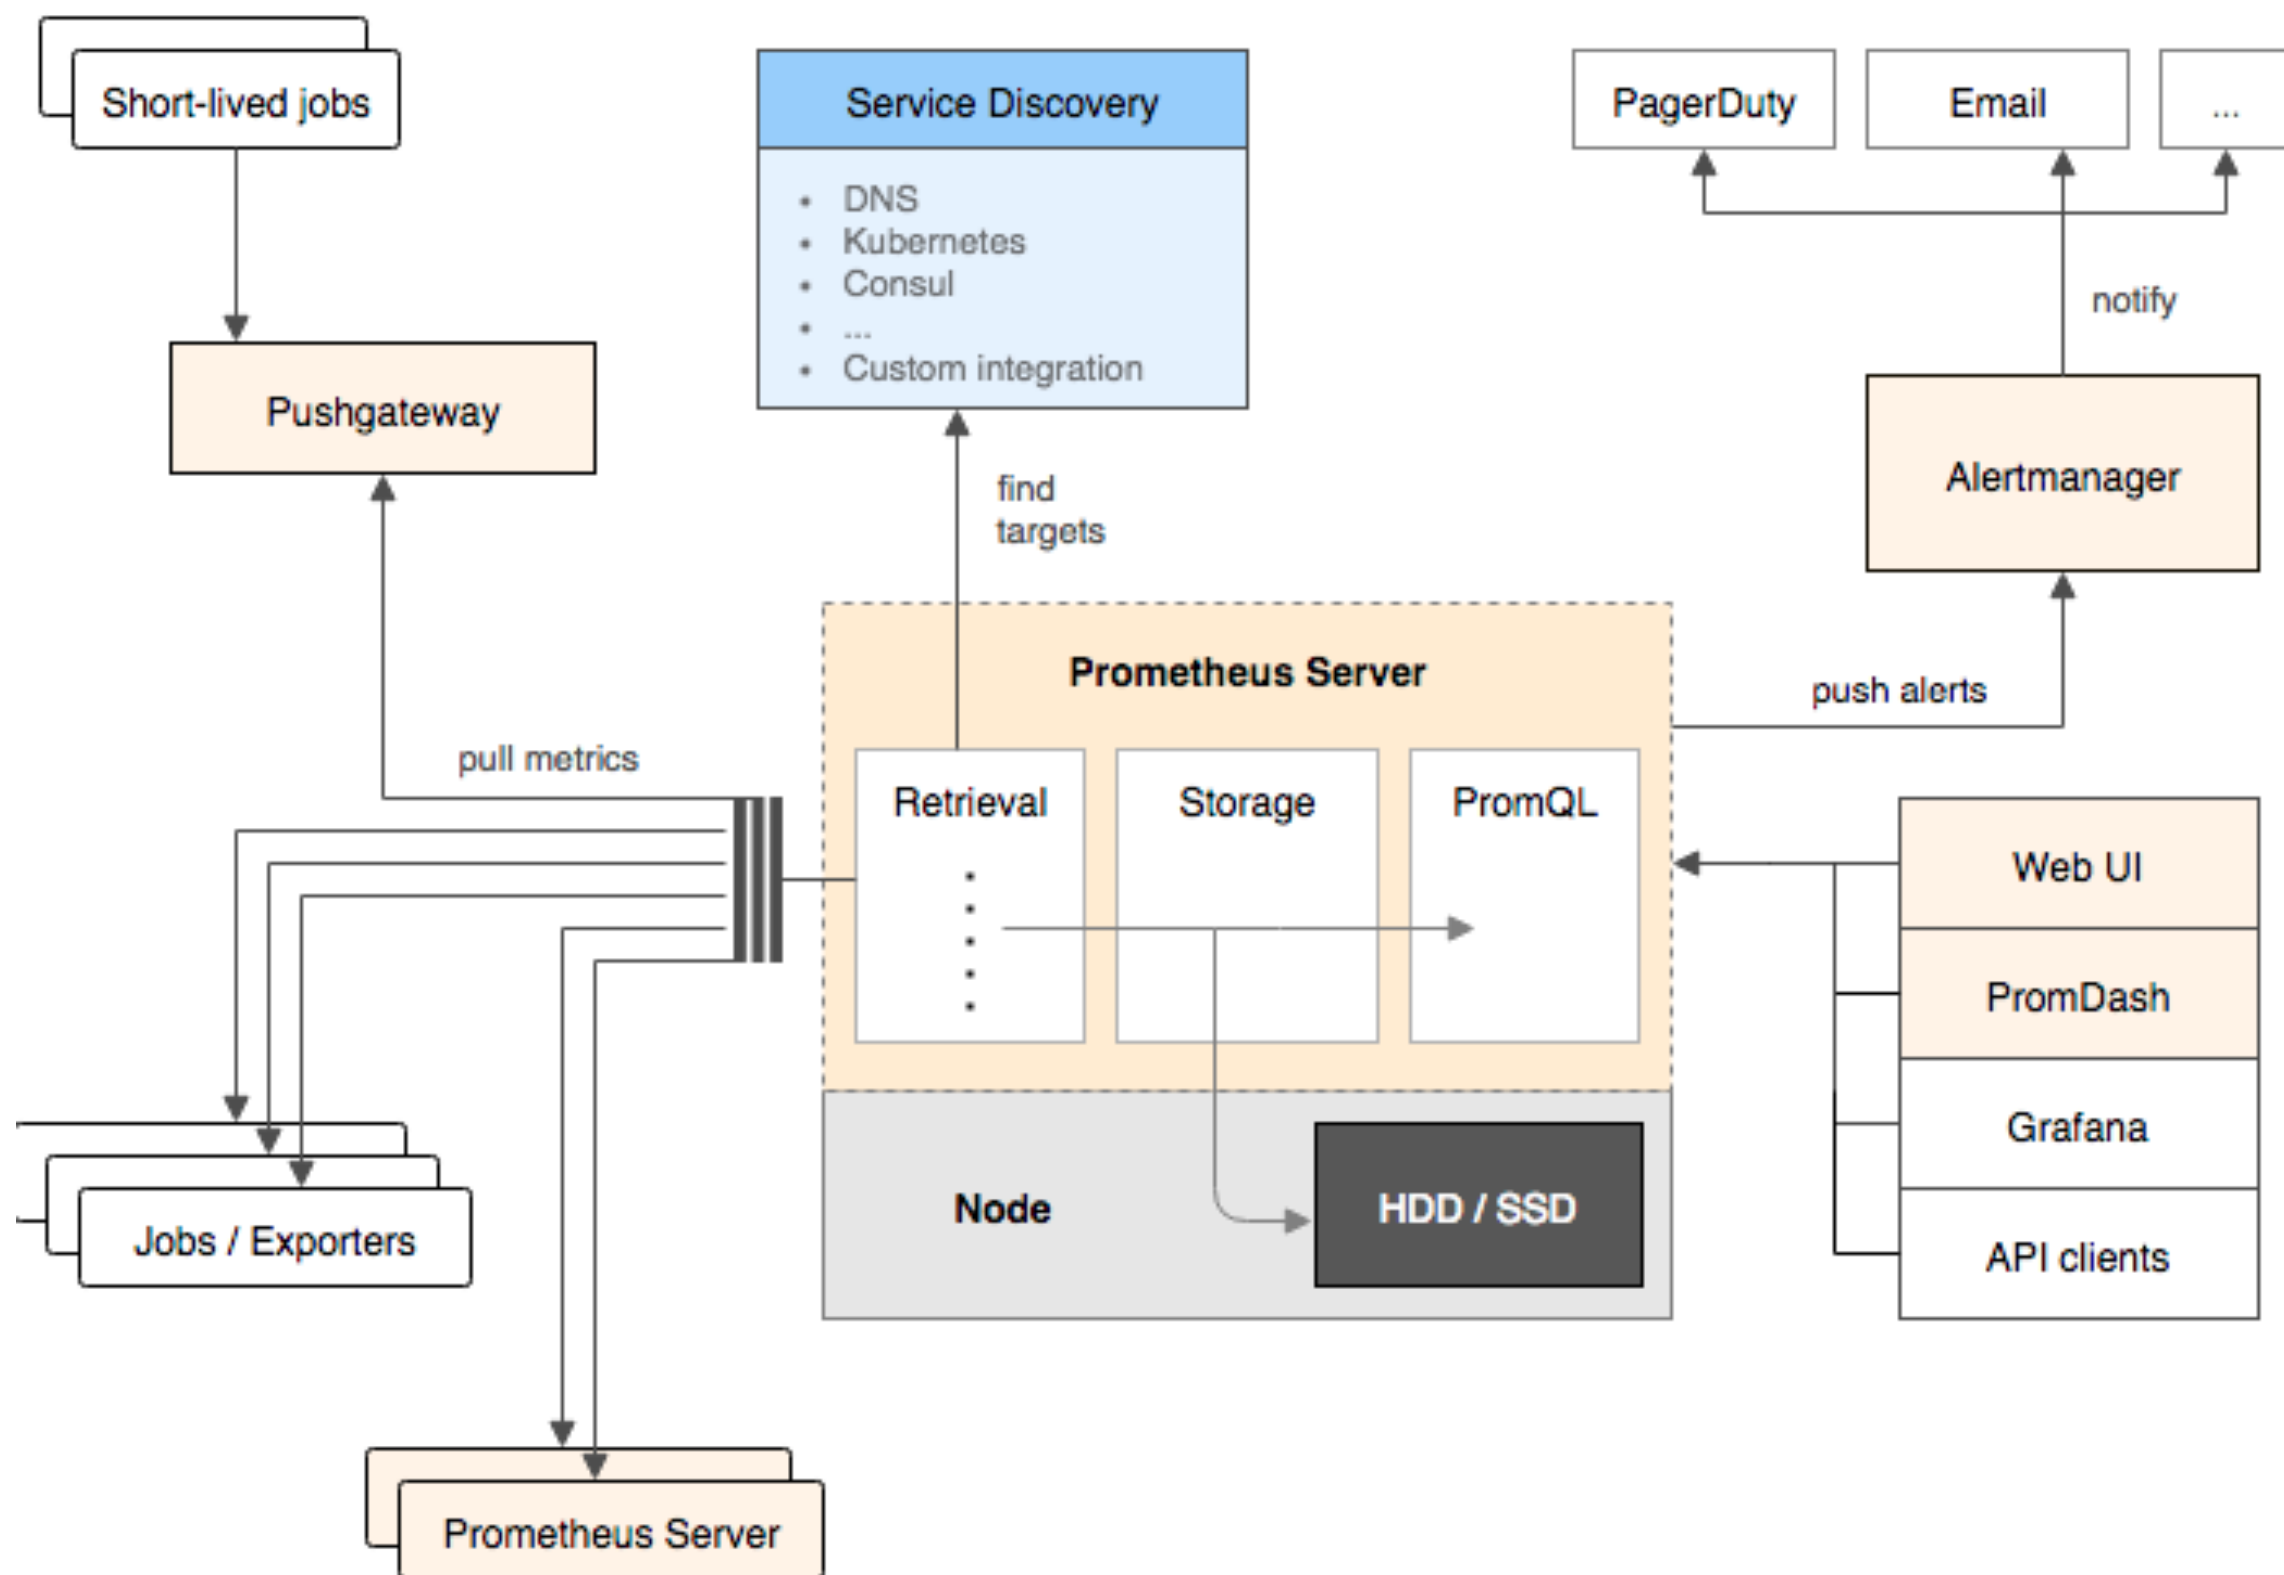 Short-lived jobs
Service Discovery
PagerDuty
Email
...
• DNS
• Kubernetes
• Consul
• ...
• Custom integration
notify
Pushgateway
Alertmanager
find
targets
Prometheus Server
push alerts
pull metrics
Retrieval
Storage
PromQL
Web UI
PromDash
Grafana
API clients
Node
HDD / SSD
Jobs / Exporters
Prometheus Server